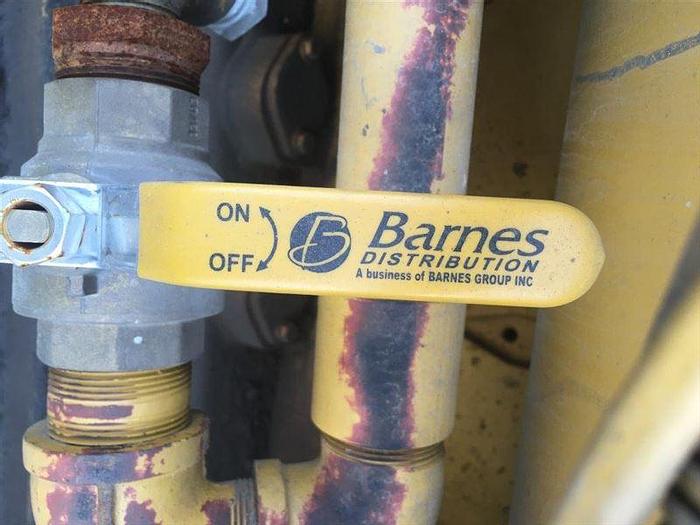 ON
OFF
B Barnes
DISTRIBUTION
A business of BARNES GROUP INC